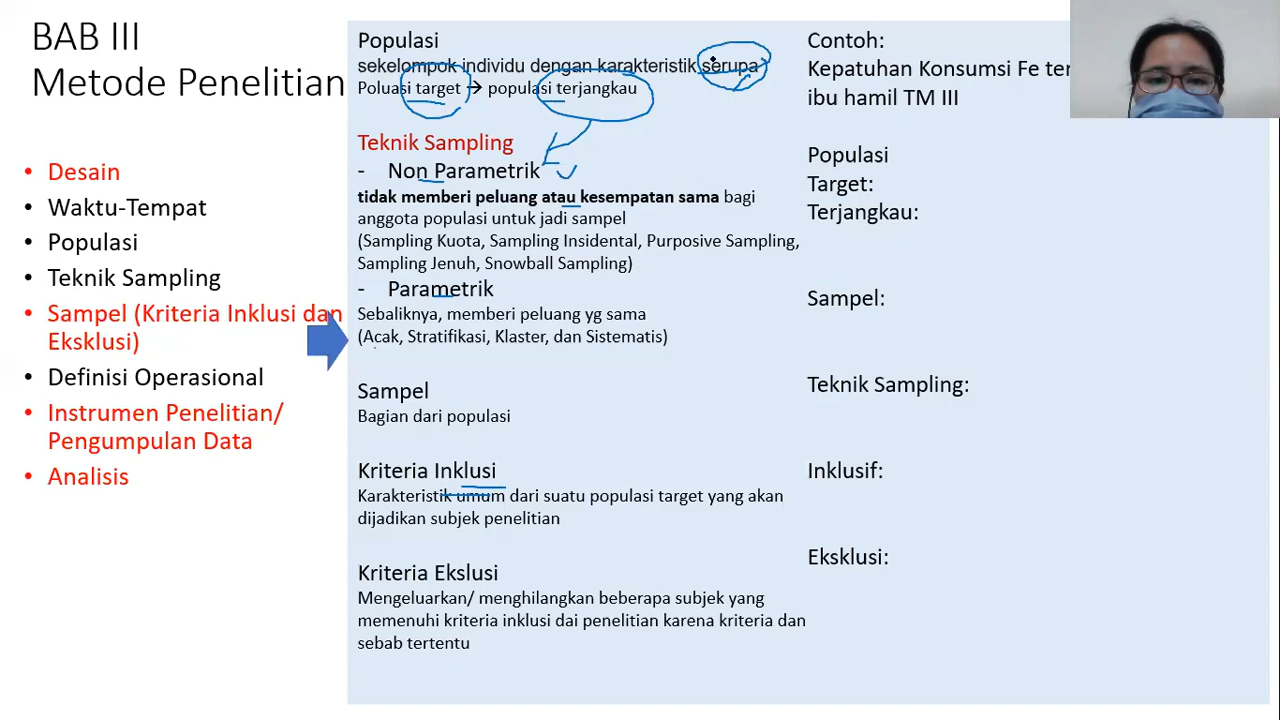 BAB III
Metode Penelitian
• Desain
• Waktu-Tempat
• Populasi
• Teknik Sampling
• Sampel (Kriteria Inklusi dan
Eksklusi)
• Definisi Operasional
• Instrumen Penelitian/
Pengumpulan Data
• Analisis
Populasi
sekelompok individu dengan karakteristik serupa
Poluasi target → populasi terjangkau
Teknik Sampling
- Non Parametrik
tidak memberi peluang atau kesempatan sama bagi
anggota populasi untuk jadi sampel
(Sampling Kuota, Sampling Insidental, Purposive Sampling,
Sampling Jenuh, Snowball Sampling)
- Parametrik
Sebaliknya, memberi peluang yg sama
(Acak, Stratifikasi, Klaster, dan Sistematis)
Sampel
Bagian dari populasi
Kriteria Inklusi
Karakteristik umum dari suatu populasi target yang akan
dijadikan subjek penelitian
Kriteria Ekslusi
Mengeluarkan/ menghilangkan beberapa subjek yang
memenuhi kriteria inklusi dai penelitian karena kriteria dan
sebab tertentu
Contoh:
Kepatuhan Konsumsi Fe ter
ibu hamil TM III
Populasi
Target:
Terjangkau:
Sampel:
Teknik Sampling:
Inklusif:
Eksklusi: